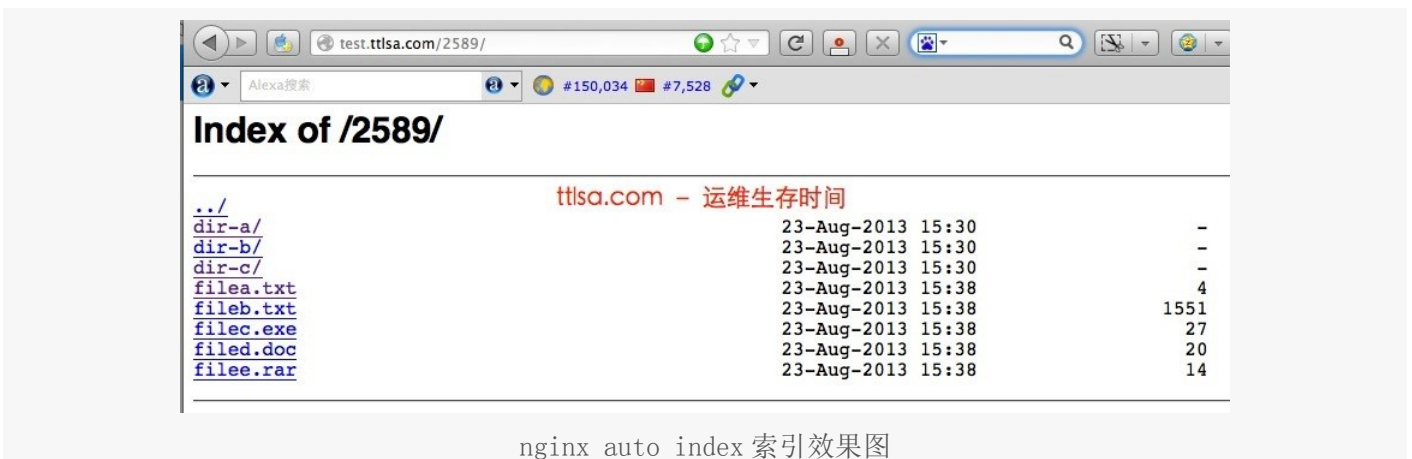 test.ttlsa.com/2589/
Alexa搜索 #150,034 #7,528
Index of /2589/
ttlsa.com – 运维生存时间
../
dir-a/ 23-Aug-2013 15:30 -
dir-b/ 23-Aug-2013 15:30 -
dir-c/ 23-Aug-2013 15:30 -
filea.txt 23-Aug-2013 15:38 4
fileb.txt 23-Aug-2013 15:38 1551
filec.exe 23-Aug-2013 15:38 27
filed.doc 23-Aug-2013 15:38 20
filee.rar 23-Aug-2013 15:38 14
nginx auto index 索引效果图